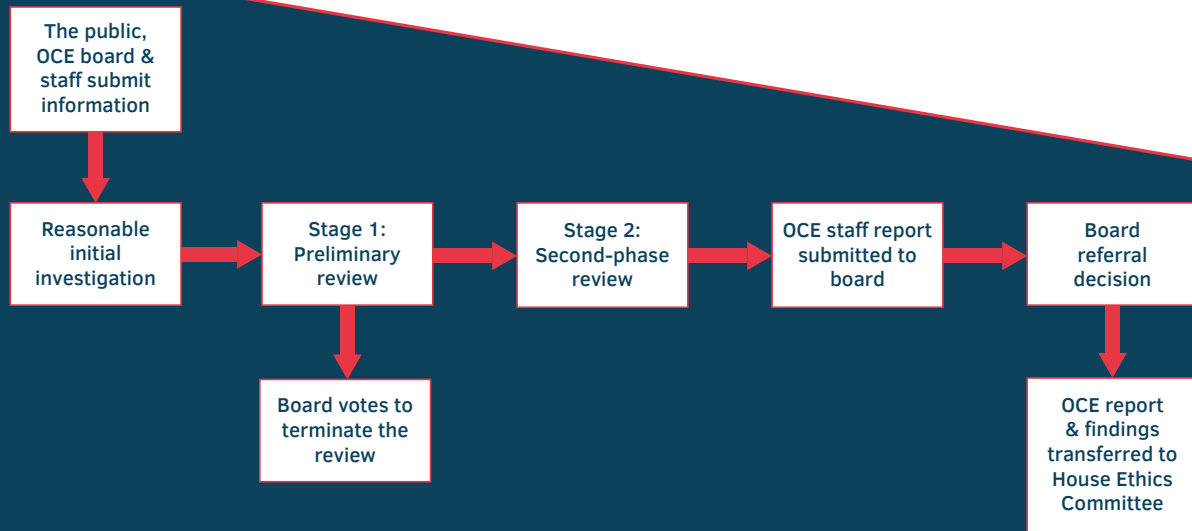 The public,
OCE board &
staff submit
information
Reasonable
initial
investigation
Stage 1:
Preliminary
review
Stage 2:
Second-phase
review
OCE staff report
submitted to
board
Board
referral
decision
Board votes to
terminate the
review
OCE report
& findings
transferred to
House Ethics
Committee